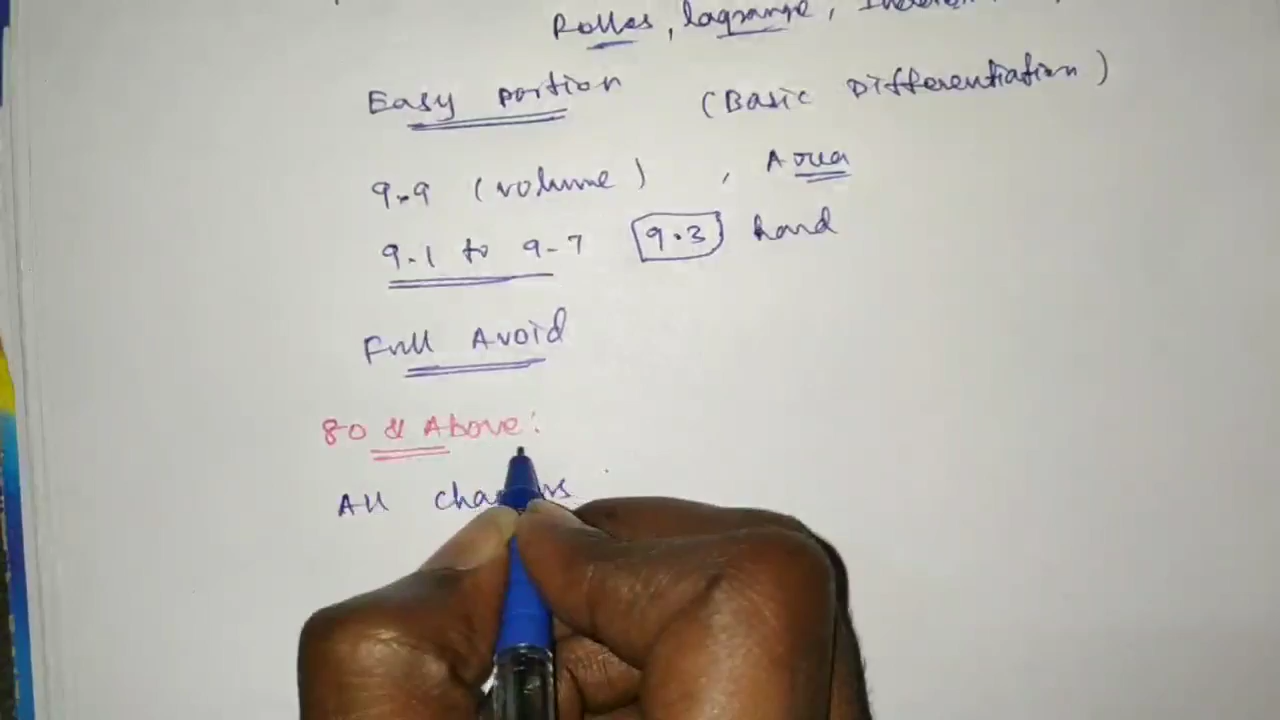 Rolles, lagrange,
Easy portion (Basic Differentiation)
9.9 (volume), Area
9.1 to 9-7 9.3 hard
Full Avoid
80 & Above:
All